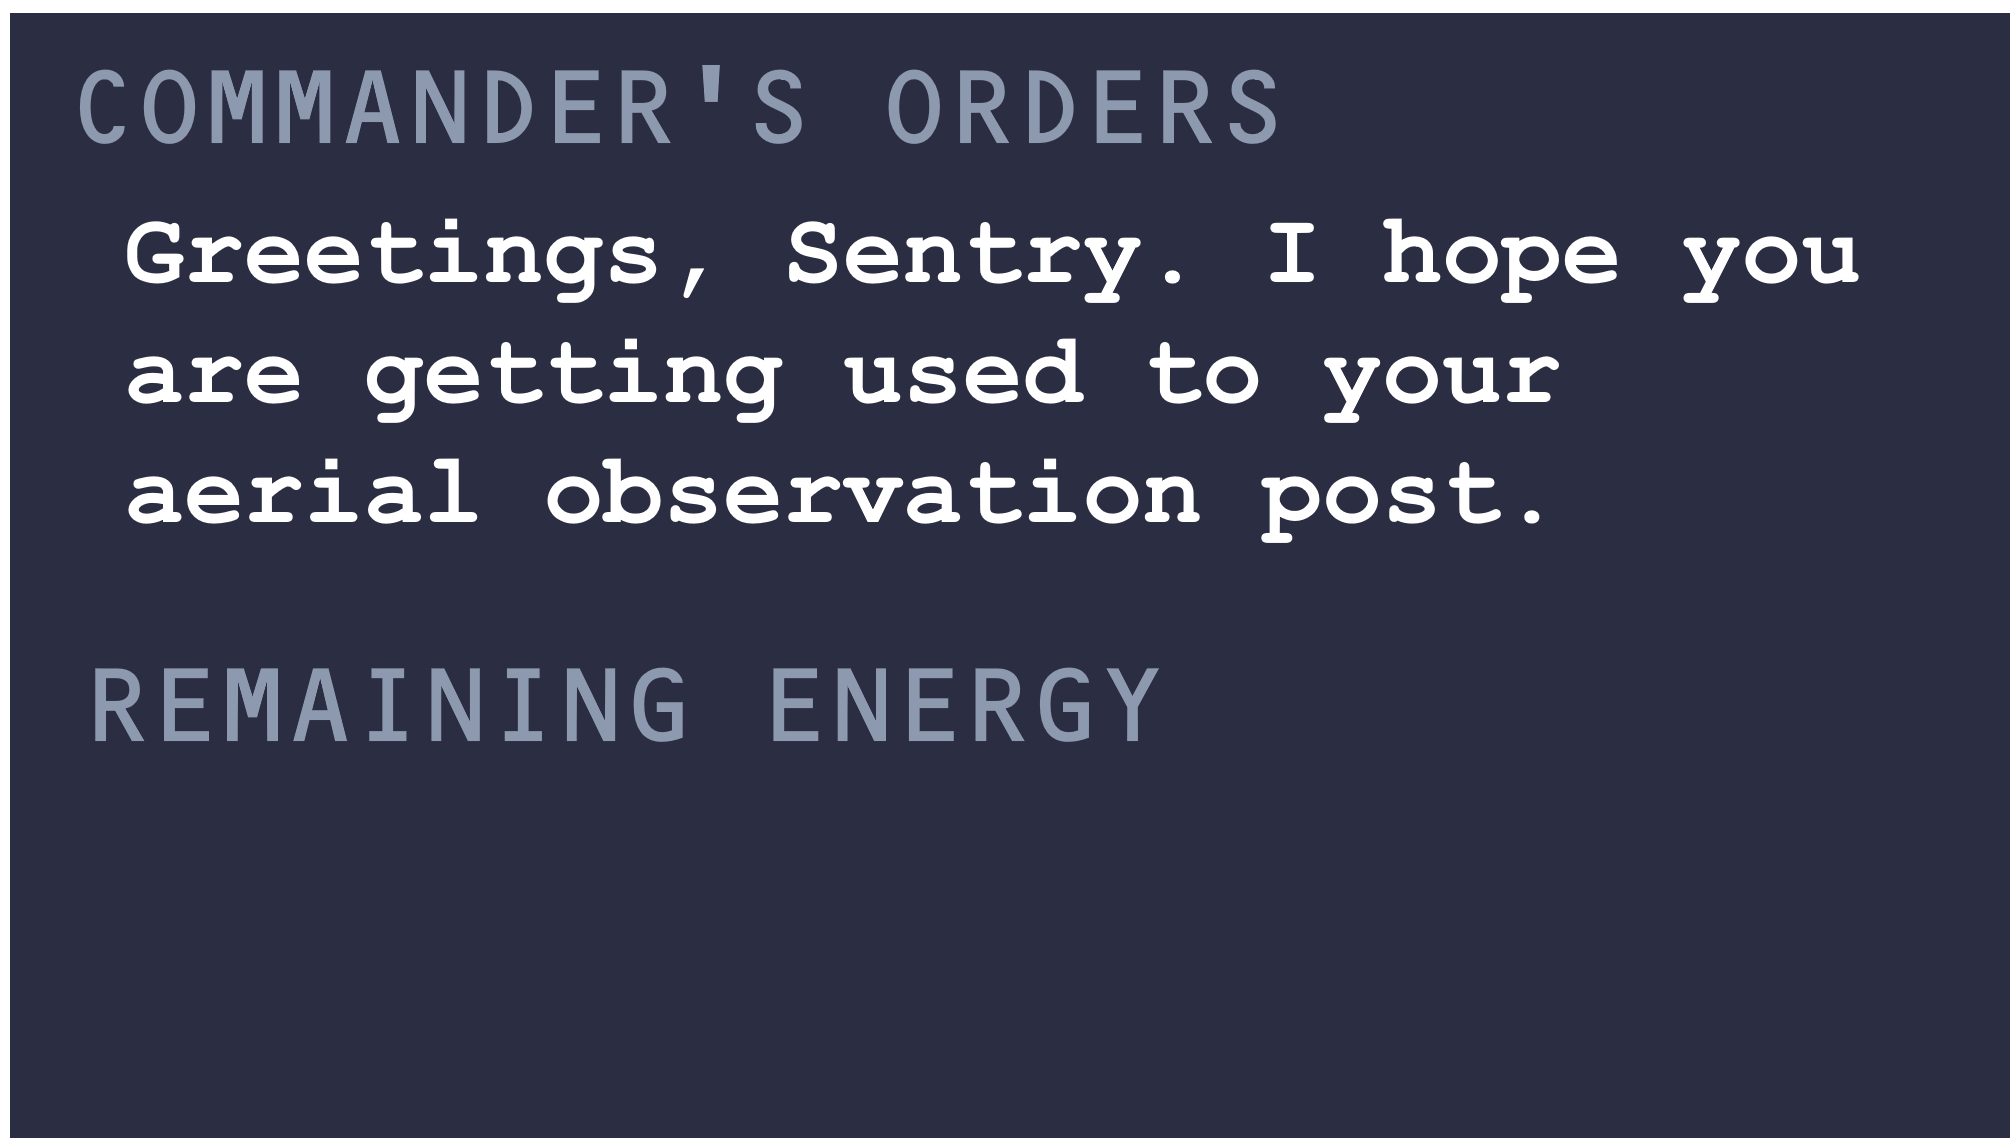 COMMANDER'S ORDERS
Greetings, Sentry. I hope you
are getting used to your
aerial observation post.
REMAINING ENERGY